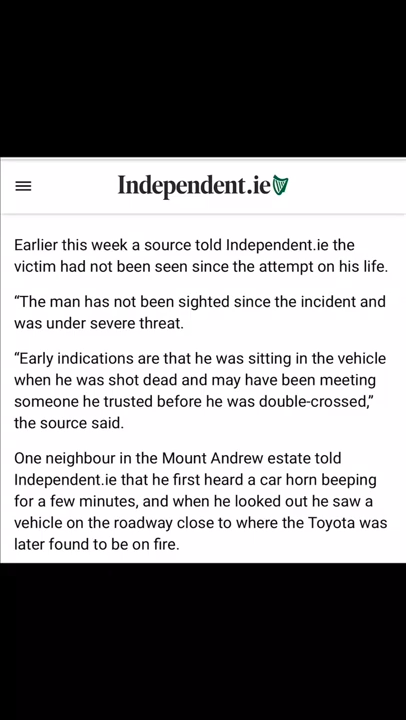 Independent.ie
Earlier this week a source told Independent.ie the
victim had not been seen since the attempt on his life.
“The man has not been sighted since the incident and
was under severe threat.
“Early indications are that he was sitting in the vehicle
when he was shot dead and may have been meeting
someone he trusted before he was double-crossed,”
the source said.
One neighbour in the Mount Andrew estate told
Independent.ie that he first heard a car horn beeping
for a few minutes, and when he looked out he saw a
vehicle on the roadway close to where the Toyota was
later found to be on fire.